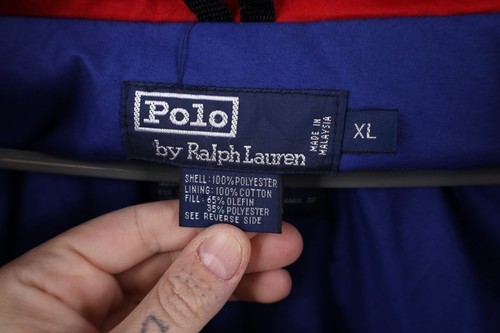 Polo
by Ralph Lauren
MADE IN
MALAYSIA
XL
SHELL: 100% POLYESTER
LINING: 100% COTTON
FILL: 65% OLEFIN
35% POLYESTER
SEE REVERSE SIDE